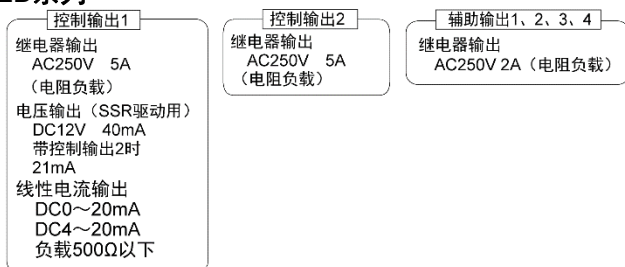 控制输出1
继电器输出
AC250V 5A
（电阻负载）
电压输出（SSR驱动用）
DC12V 40mA
带控制输出2时
21mA
线性电流输出
DC0～20mA
DC4～20mA
负载500Ω以下
控制输出2
继电器输出
AC250V 5A
（电阻负载）
辅助输出1、2、3、4
继电器输出
AC250V 2A（电阻负载）